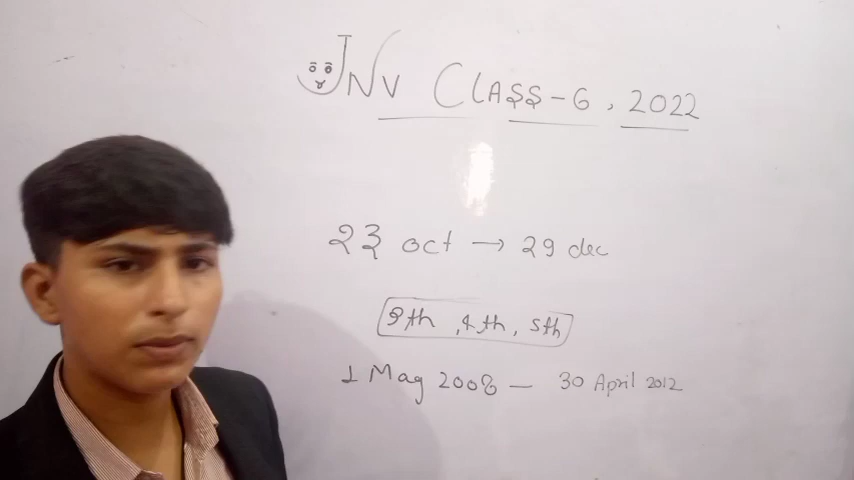 JNV CLASS-6, 2022
23 oct → 29 dec
3th, 4th, 5th
1 May 2008 — 30 April 2012